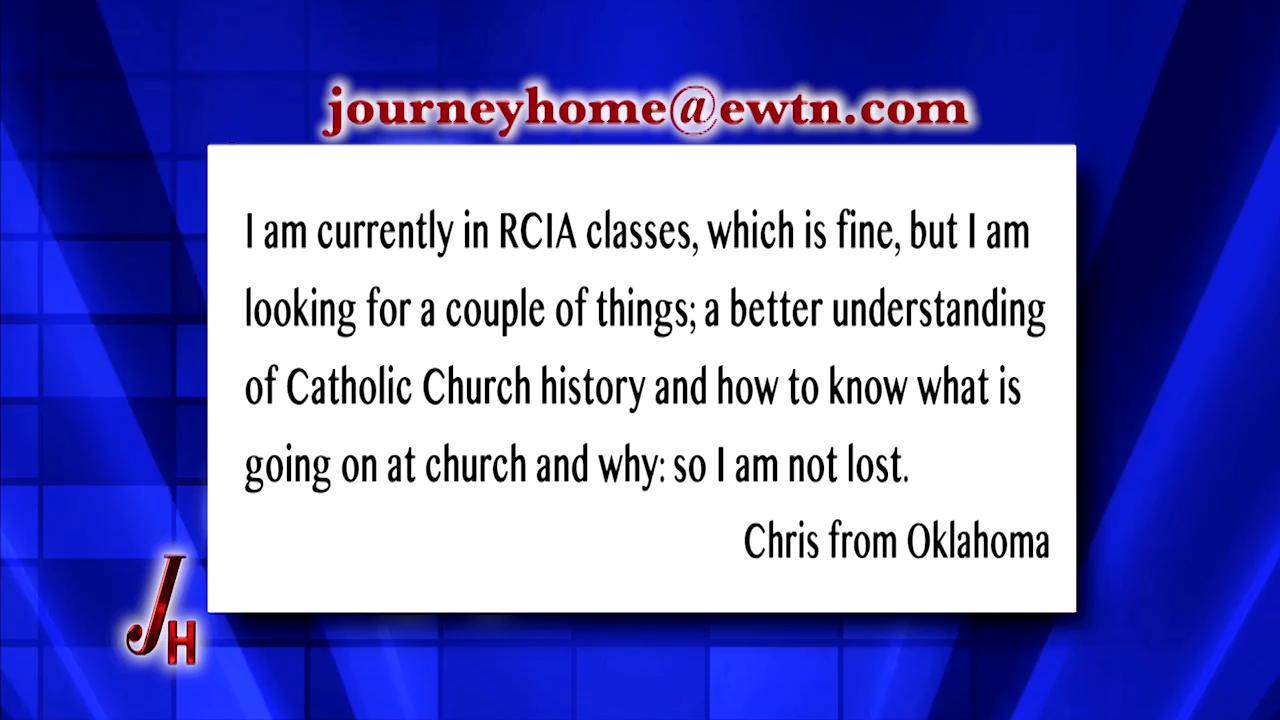 journeyhome@ewtn.com
I am currently in RCIA classes, which is fine, but I am
looking for a couple of things; a better understanding
of Catholic Church history and how to know what is
going on at church and why: so I am not lost.
Chris from Oklahoma
JH